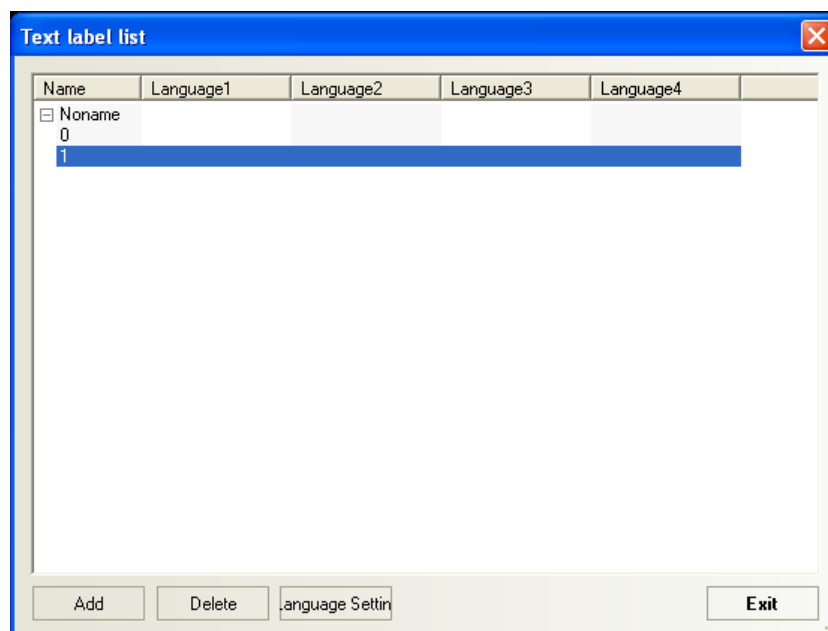 Text label list
Name Language1 Language2 Language3 Language4
Noname
0
1
Add Delete .anguage Settin Exit